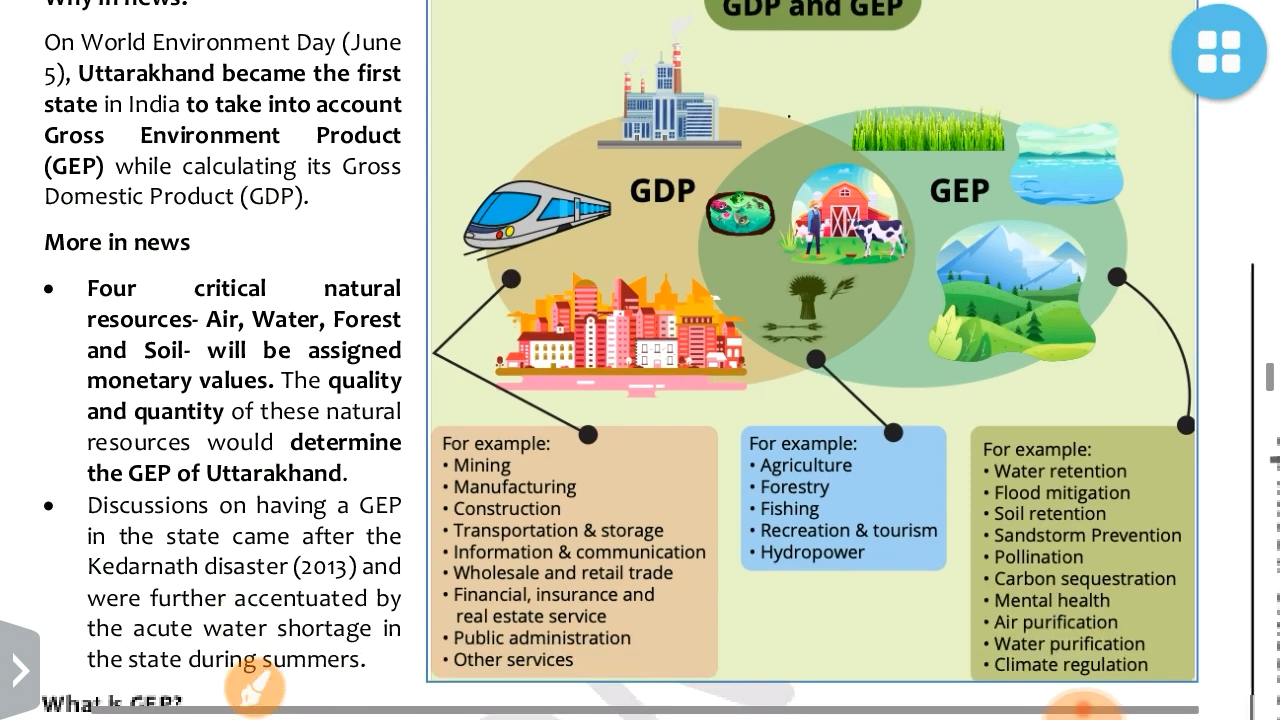 Why in news?
On World Environment Day (June
5), Uttarakhand became the first
state in India to take into account
Gross Environment Product
(GEP) while calculating its Gross
Domestic Product (GDP).
More in news
• Four critical natural
resources- Air, Water, Forest
and Soil- will be assigned
monetary values. The quality
and quantity of these natural
resources would determine
the GEP of Uttarakhand.
• Discussions on having a GEP
in the state came after the
Kedarnath disaster (2013) and
were further accentuated by
the acute water shortage in
the state during summers.
What is GEP?
GDP and GEP
GDP
GEP
For example:
• Mining
• Manufacturing
• Construction
• Transportation & storage
• Information & communication
• Wholesale and retail trade
• Financial, insurance and
real estate service
• Public administration
• Other services
For example:
• Agriculture
• Forestry
• Fishing
• Recreation & tourism
• Hydropower
For example:
• Water retention
• Flood mitigation
• Soil retention
• Sandstorm Prevention
• Pollination
• Carbon sequestration
• Mental health
• Air purification
• Water purification
• Climate regulation